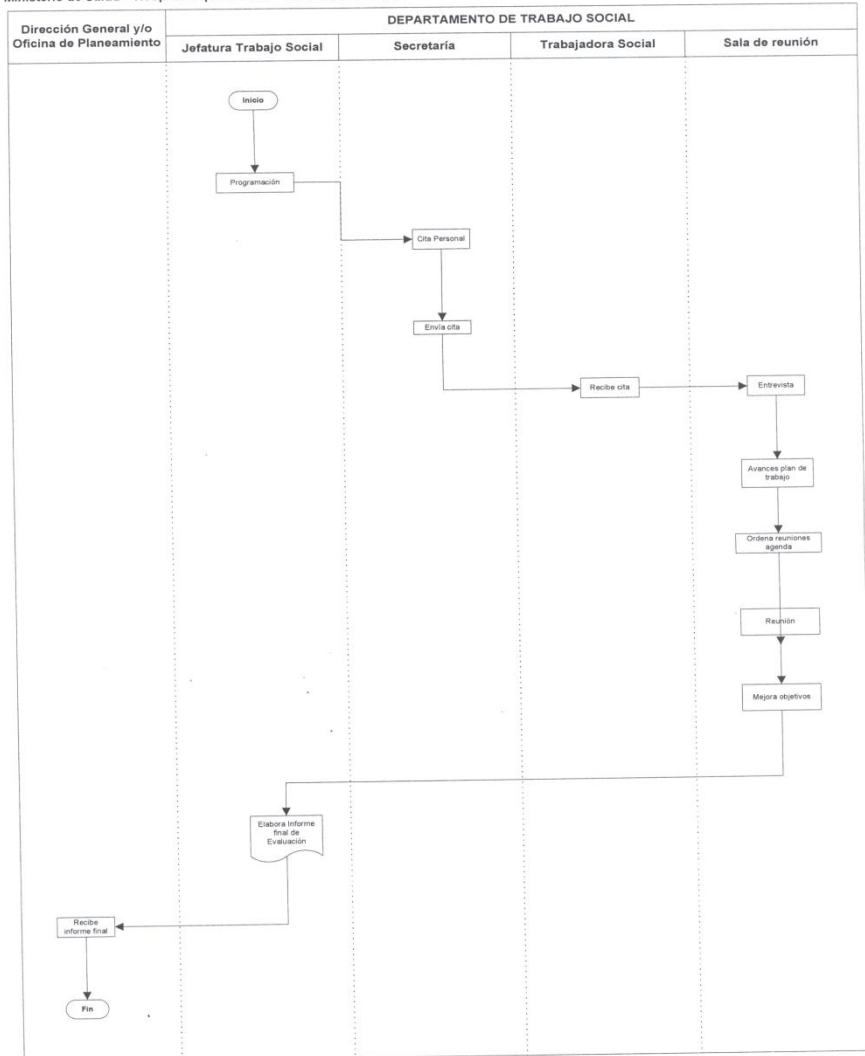 DEPARTAMENTO DE TRABAJO SOCIAL
Dirección General y/o
Oficina de Planeamiento
Jefatura Trabajo Social
Secretaría
Trabajadora Social
Sala de reunión
Inicio
Programación
Cita Personal
Envía cita
Recibe cita
Entrevista
Avances plan de
trabajo
Ordena reuniones
agenda
Reunión
Mejora objetivos
Elabora Informe
final de
Evaluación
Recibe
informe final
Fin